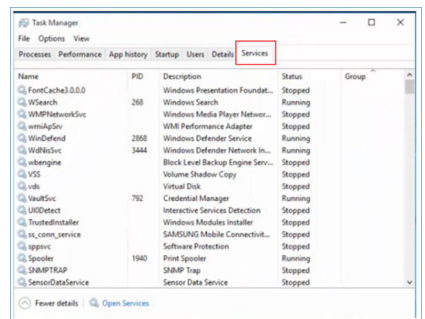 Task Manager
File Options View
Processes Performance App history Startup Users Details Services
Name PID Description Status Group
FontCache3.0.0.0 Windows Presentation Foundat... Stopped
WSearch 268 Windows Search Running
WMPNetworkSvc Windows Media Player Networ... Stopped
wmiApSrv WMI Performance Adapter Stopped
WinDefend 2868 Windows Defender Service Running
WdNisSvc 3444 Windows Defender Network In... Running
wbengine Block Level Backup Engine Serv... Stopped
VSS Volume Shadow Copy Stopped
vds Virtual Disk Stopped
VaultSvc 792 Credential Manager Running
UI0Detect Interactive Services Detection Stopped
TrustedInstaller Windows Modules Installer Stopped
ss_conn_service SAMSUNG Mobile Connectivit... Stopped
sppsvc Software Protection Stopped
Spooler 1940 Print Spooler Running
SNMPTRAP SNMP Trap Stopped
SensorDataService Sensor Data Service Stopped
Fewer details Open Services